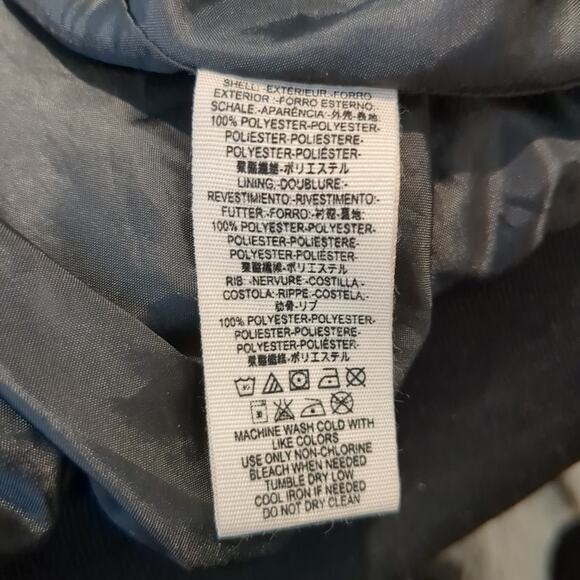 SHELL:-EXTÉRIEUR:-FORRO
EXTERIOR:-FORRO ESTERNO:
SCHALE:-APARÊNCIA:-外壳:-表地:
100% POLYESTER-POLYESTER-
POLIÉSTER-POLIESTERE-
POLYESTER-POLIÉSTER-
聚酯纖維-ポリエステル
LINING:-DOUBLURE:-
REVESTIMIENTO:-RIVESTIMENTO:
FUTTER:-FORRO:-衬裡:-裏地:
100% POLYESTER-POLYESTER-
POLIÉSTER-POLIESTERE
POLYESTER-POLIÉSTER
聚酯纖維-ポリエステル
RIB:-NERVURE:-COSTILLA:-
COSTOLA:-RIPPE:-COSTELA:-
肋骨:-リブ
100% POLYESTER-POLYESTER-
POLIÉSTER-POLIESTERE-
POLYESTER-POLIÉSTER-
聚酯纖維-ポリエステル
MACHINE WASH COLD WITH
LIKE COLORS
USE ONLY NON-CHLORINE
BLEACH WHEN NEEDED
TUMBLE DRY LOW
COOL IRON IF NEEDED
DO NOT DRY CLEAN